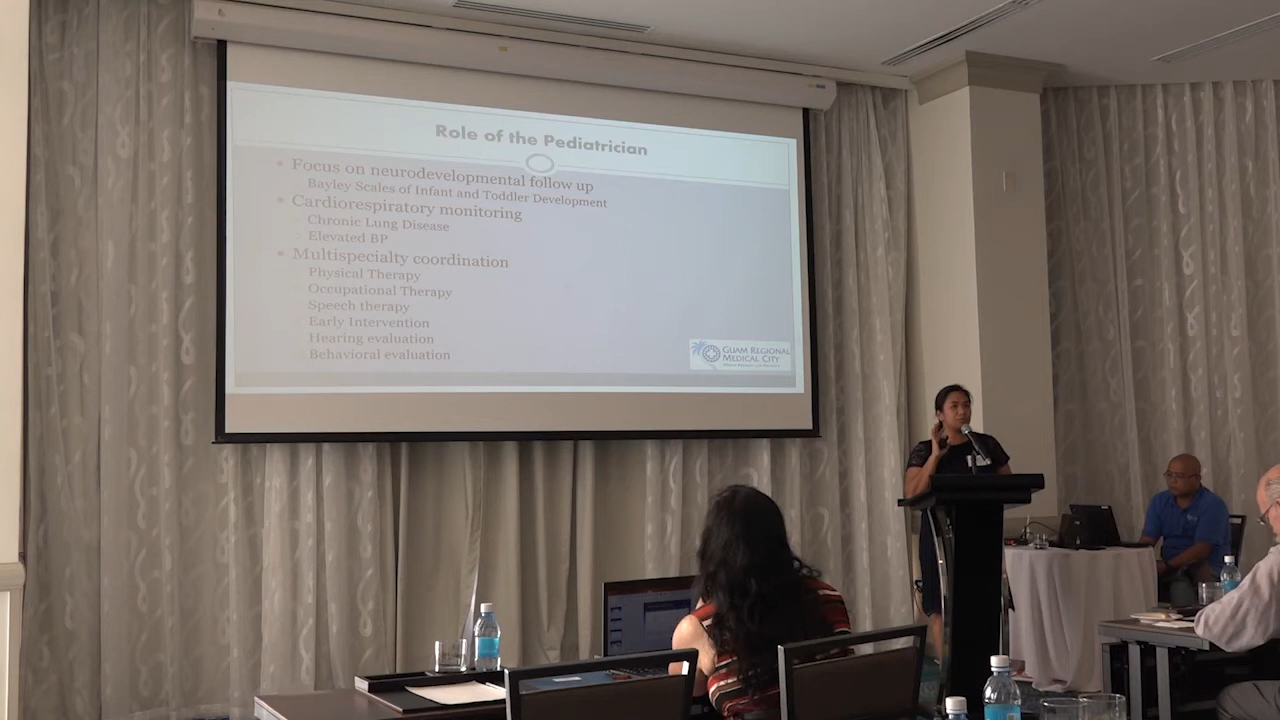 Role of the Pediatrician
Focus on neurodevelopmental follow up
Bayley Scales of Infant and Toddler Development
Cardiorespiratory monitoring
Chronic Lung Disease
Elevated BP
Multispecialty coordination
Physical Therapy
Occupational Therapy
Speech therapy
Early Intervention
Hearing evaluation
Behavioral evaluation
GUAM REGIONAL
MEDICAL CITY